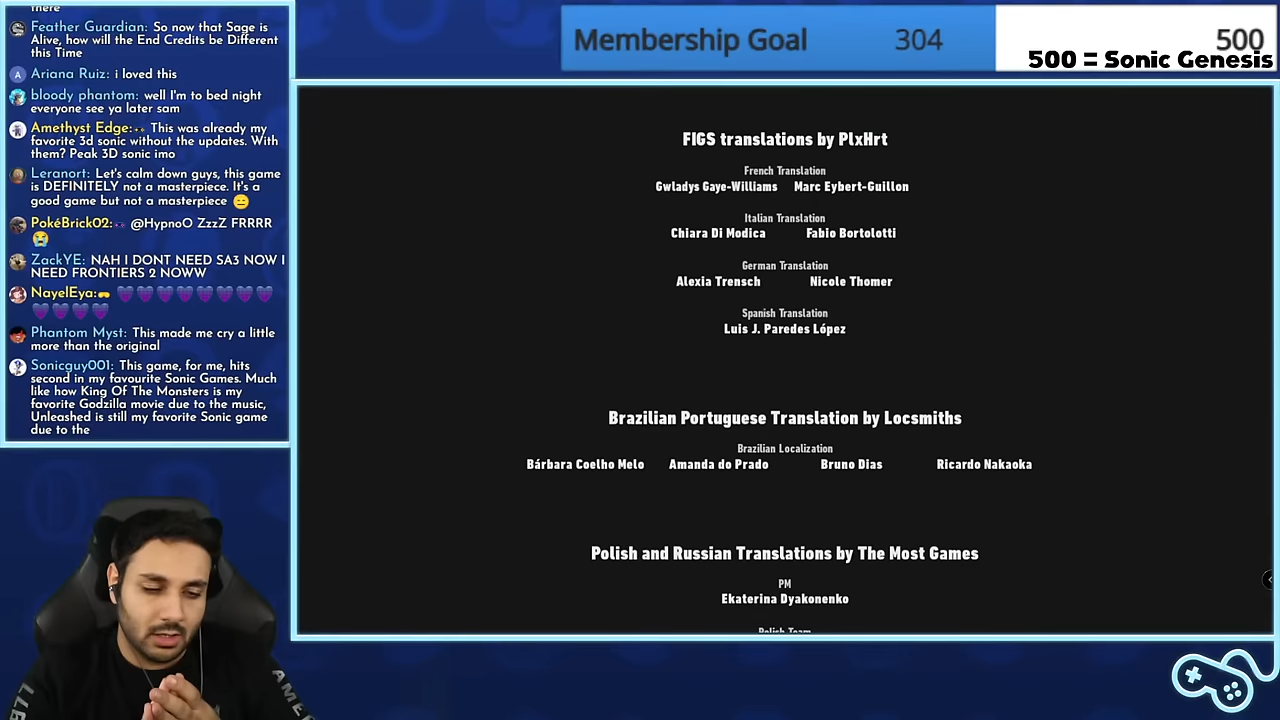 there
Feather Guardian: So now that Sage is
Alive, how will the End Credits be Different
this Time
A Ariana Ruiz: i loved this
bloody phantom: well I'm to bed night
everyone see ya later sam
Amethyst Edge: This was already my
favorite 3d sonic without the updates. With
them? Peak 3D sonic imo
Leranort: Let's calm down guys, this game
is DEFINITELY not a masterpiece. It's a
good game but not a masterpiece 😑
PokéBrick02: @HypnoO ZzzZ FRRRR
😭
ZackYE: NAH I DONT NEED SA3 NOW I
NEED FRONTIERS 2 NOWW
NayelEya: 💜💜💜💜💜💜💜💜
💜💜💜💜
Phantom Myst: This made me cry a little
more than the original
Sonicguy001: This game, for me, hits
second in my favourite Sonic Games. Much
like how King Of The Monsters is my
favorite Godzilla movie due to the music,
Unleashed is still my favorite Sonic game
due to the
Membership Goal 304 500
500 = Sonic Genesis
FIGS translations by PlxHrt
French Translation
Gwladys Gaye-Williams Marc Eybert-Guillon
Italian Translation
Chiara Di Modica Fabio Bortolotti
German Translation
Alexia Trensch Nicole Thomer
Spanish Translation
Luis J. Paredes López
Brazilian Portuguese Translation by Locsmiths
Brazilian Localization
Bárbara Coelho Melo Amanda do Prado Bruno Dias Ricardo Nakaoka
Polish and Russian Translations by The Most Games
PM
Ekaterina Dyakonenko
Polish Team